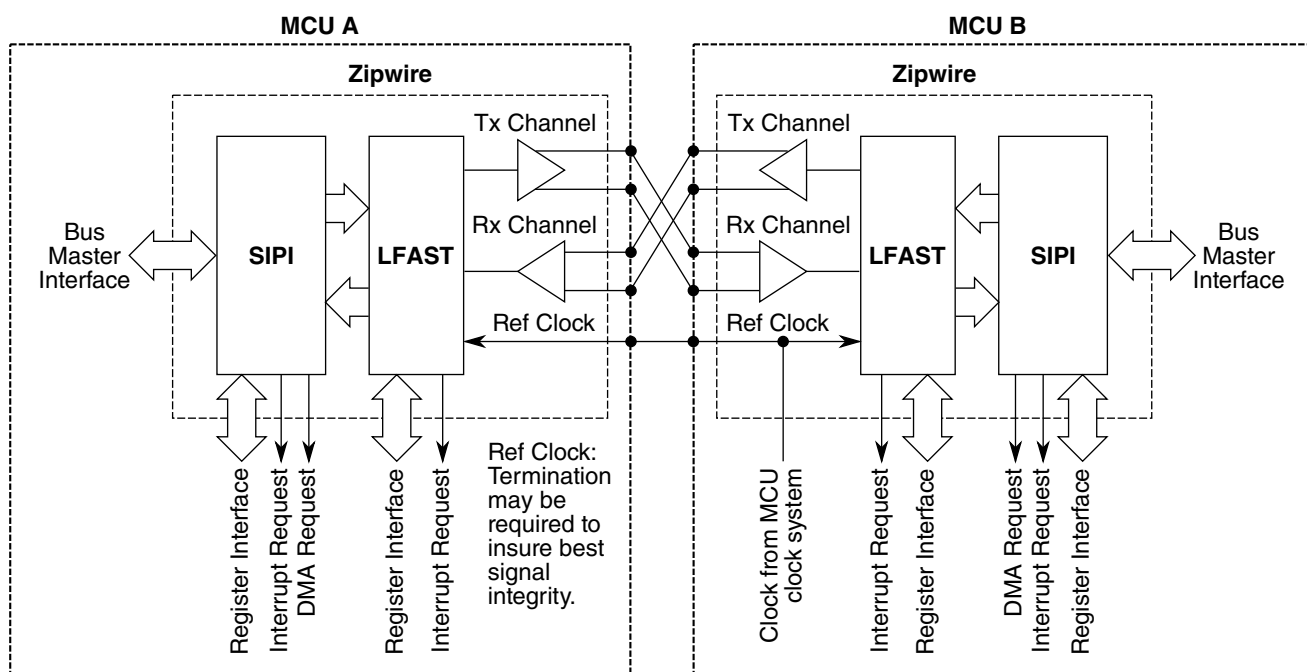 MCU A
MCU B
Zipwire
Zipwire
Tx Channel
Tx Channel
Rx Channel
Rx Channel
Bus
Master
Interface
SIPI
LFAST
LFAST
SIPI
Bus
Master
Interface
Ref Clock
Ref Clock
Register Interface
Interrupt Request
DMA Request
Register Interface
Interrupt Request
Ref Clock:
Termination
may be
required to
insure best
signal
integrity.
Clock from MCU
clock system
Interrupt Request
Register Interface
DMA Request
Interrupt Request
Register Interface